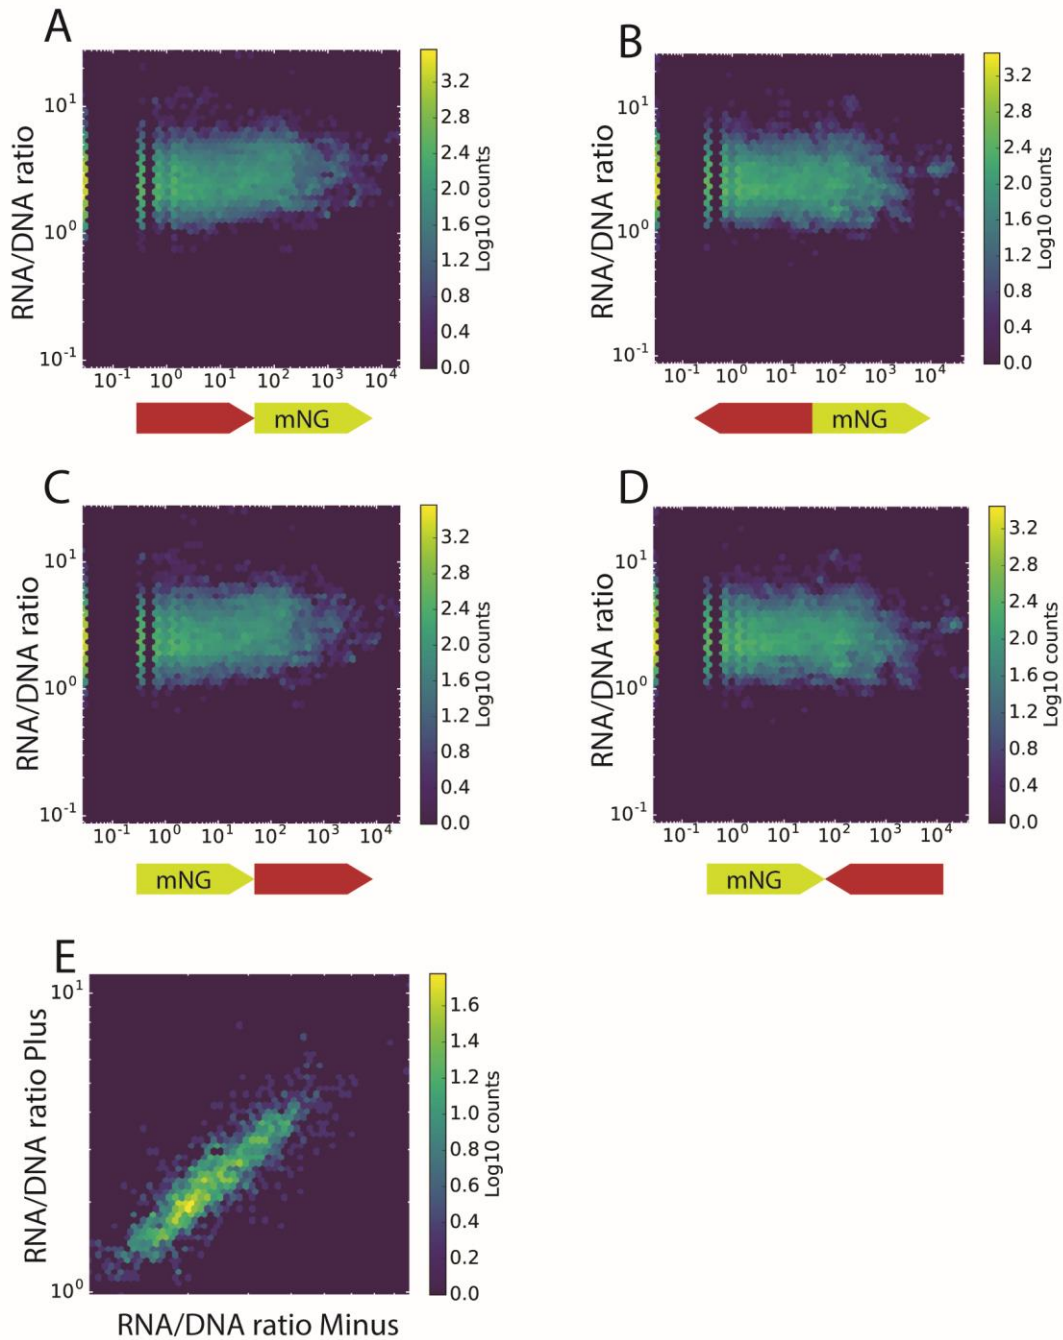 A
10¹
10⁰
10⁻¹
RNA/DNA ratio
10⁻¹ 10⁰ 10¹ 10² 10³ 10⁴
3.2
2.8
2.4
2.0
1.6
1.2
0.8
0.4
0.0
Log10 counts
mNG
B
10¹
10⁰
10⁻¹
RNA/DNA ratio
10⁻¹ 10⁰ 10¹ 10² 10³ 10⁴
3.2
2.8
2.4
2.0
1.6
1.2
0.8
0.4
0.0
Log10 counts
mNG
C
10¹
10⁰
10⁻¹
RNA/DNA ratio
10⁻¹ 10⁰ 10¹ 10² 10³ 10⁴
3.2
2.8
2.4
2.0
1.6
1.2
0.8
0.4
0.0
Log10 counts
mNG
D
10¹
10⁰
10⁻¹
RNA/DNA ratio
10⁻¹ 10⁰ 10¹ 10² 10³ 10⁴
3.2
2.8
2.4
2.0
1.6
1.2
0.8
0.4
0.0
Log10 counts
mNG
E
10¹
10⁰
RNA/DNA ratio Plus
RNA/DNA ratio Minus
1.6
1.4
1.2
1.0
0.8
0.6
0.4
0.2
0.0
Log10 counts